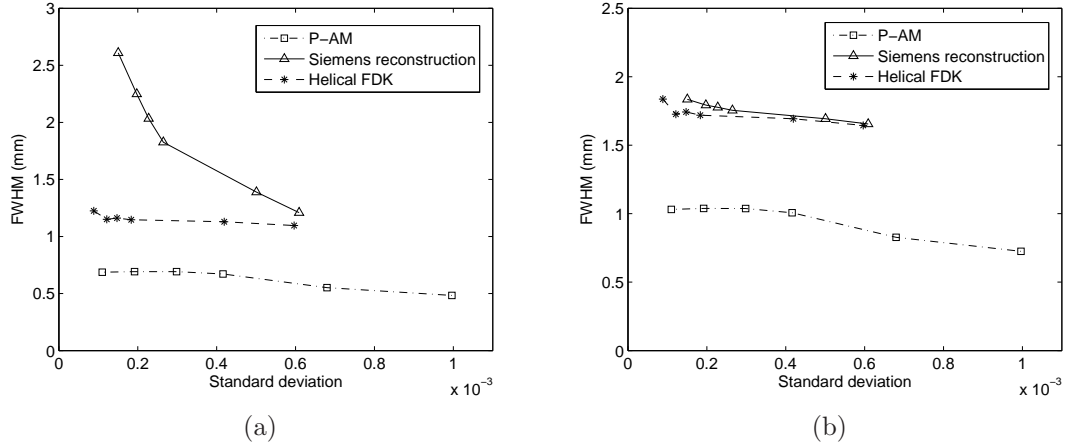 3
2.5
2
1.5
1
0.5
0
FWHM (mm)
P−AM
Siemens reconstruction
Helical FDK
0 0.2 0.4 0.6 0.8 1
Standard deviation
x 10⁻³
(a)
2.5
2
1.5
1
0.5
0
FWHM (mm)
P−AM
Siemens reconstruction
Helical FDK
0 0.2 0.4 0.6 0.8 1
Standard deviation
x 10⁻³
(b)